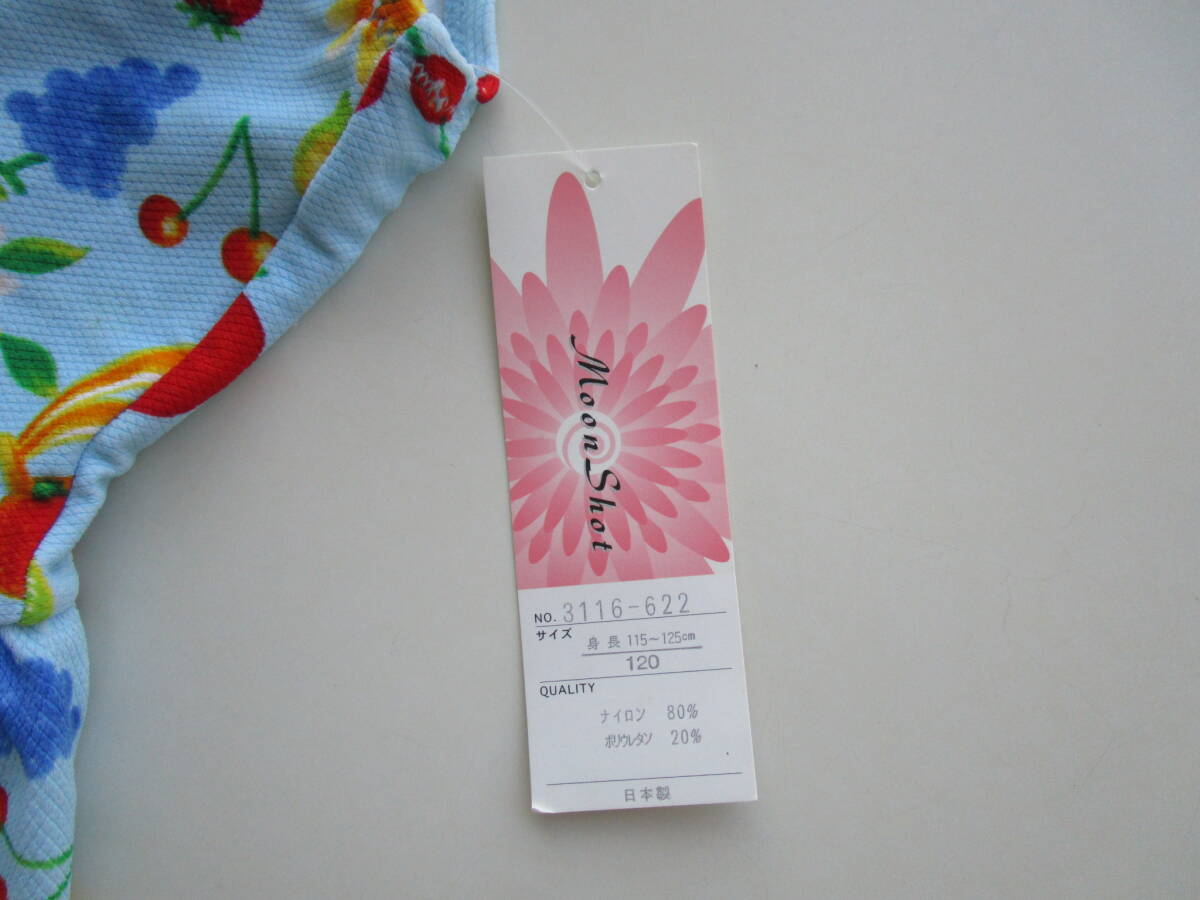 Moon Shot
NO. 3116-622
サイズ 身長 115~125cm
120
QUALITY
ナイロン 80%
ポリウレタン 20%
日本製